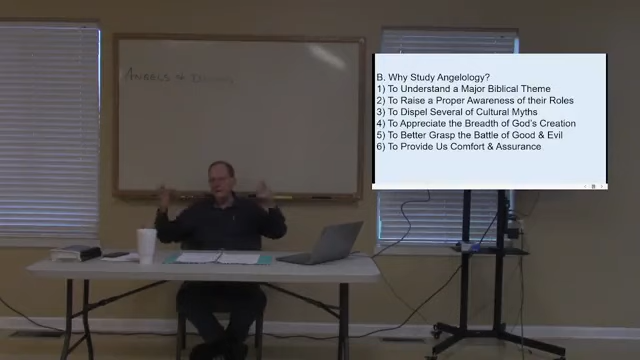 Angels & Demons
B. Why Study Angelology?
1) To Understand a Major Biblical Theme
2) To Raise a Proper Awareness of their Roles
3) To Dispel Several of Cultural Myths
4) To Appreciate the Breadth of God's Creation
5) To Better Grasp the Battle of Good & Evil
6) To Provide Us Comfort & Assurance